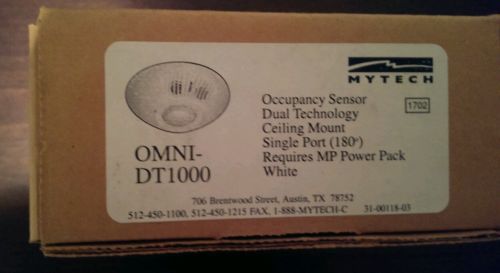 MYTECH
Occupancy Sensor
Dual Technology
Ceiling Mount
Single Port (180°)
Requires MP Power Pack
White
1702
OMNI-
DT1000
706 Brentwood Street, Austin, TX 78752
512-450-1100, 512-450-1215 FAX, 1-888-MYTECH-C 31-00118-03